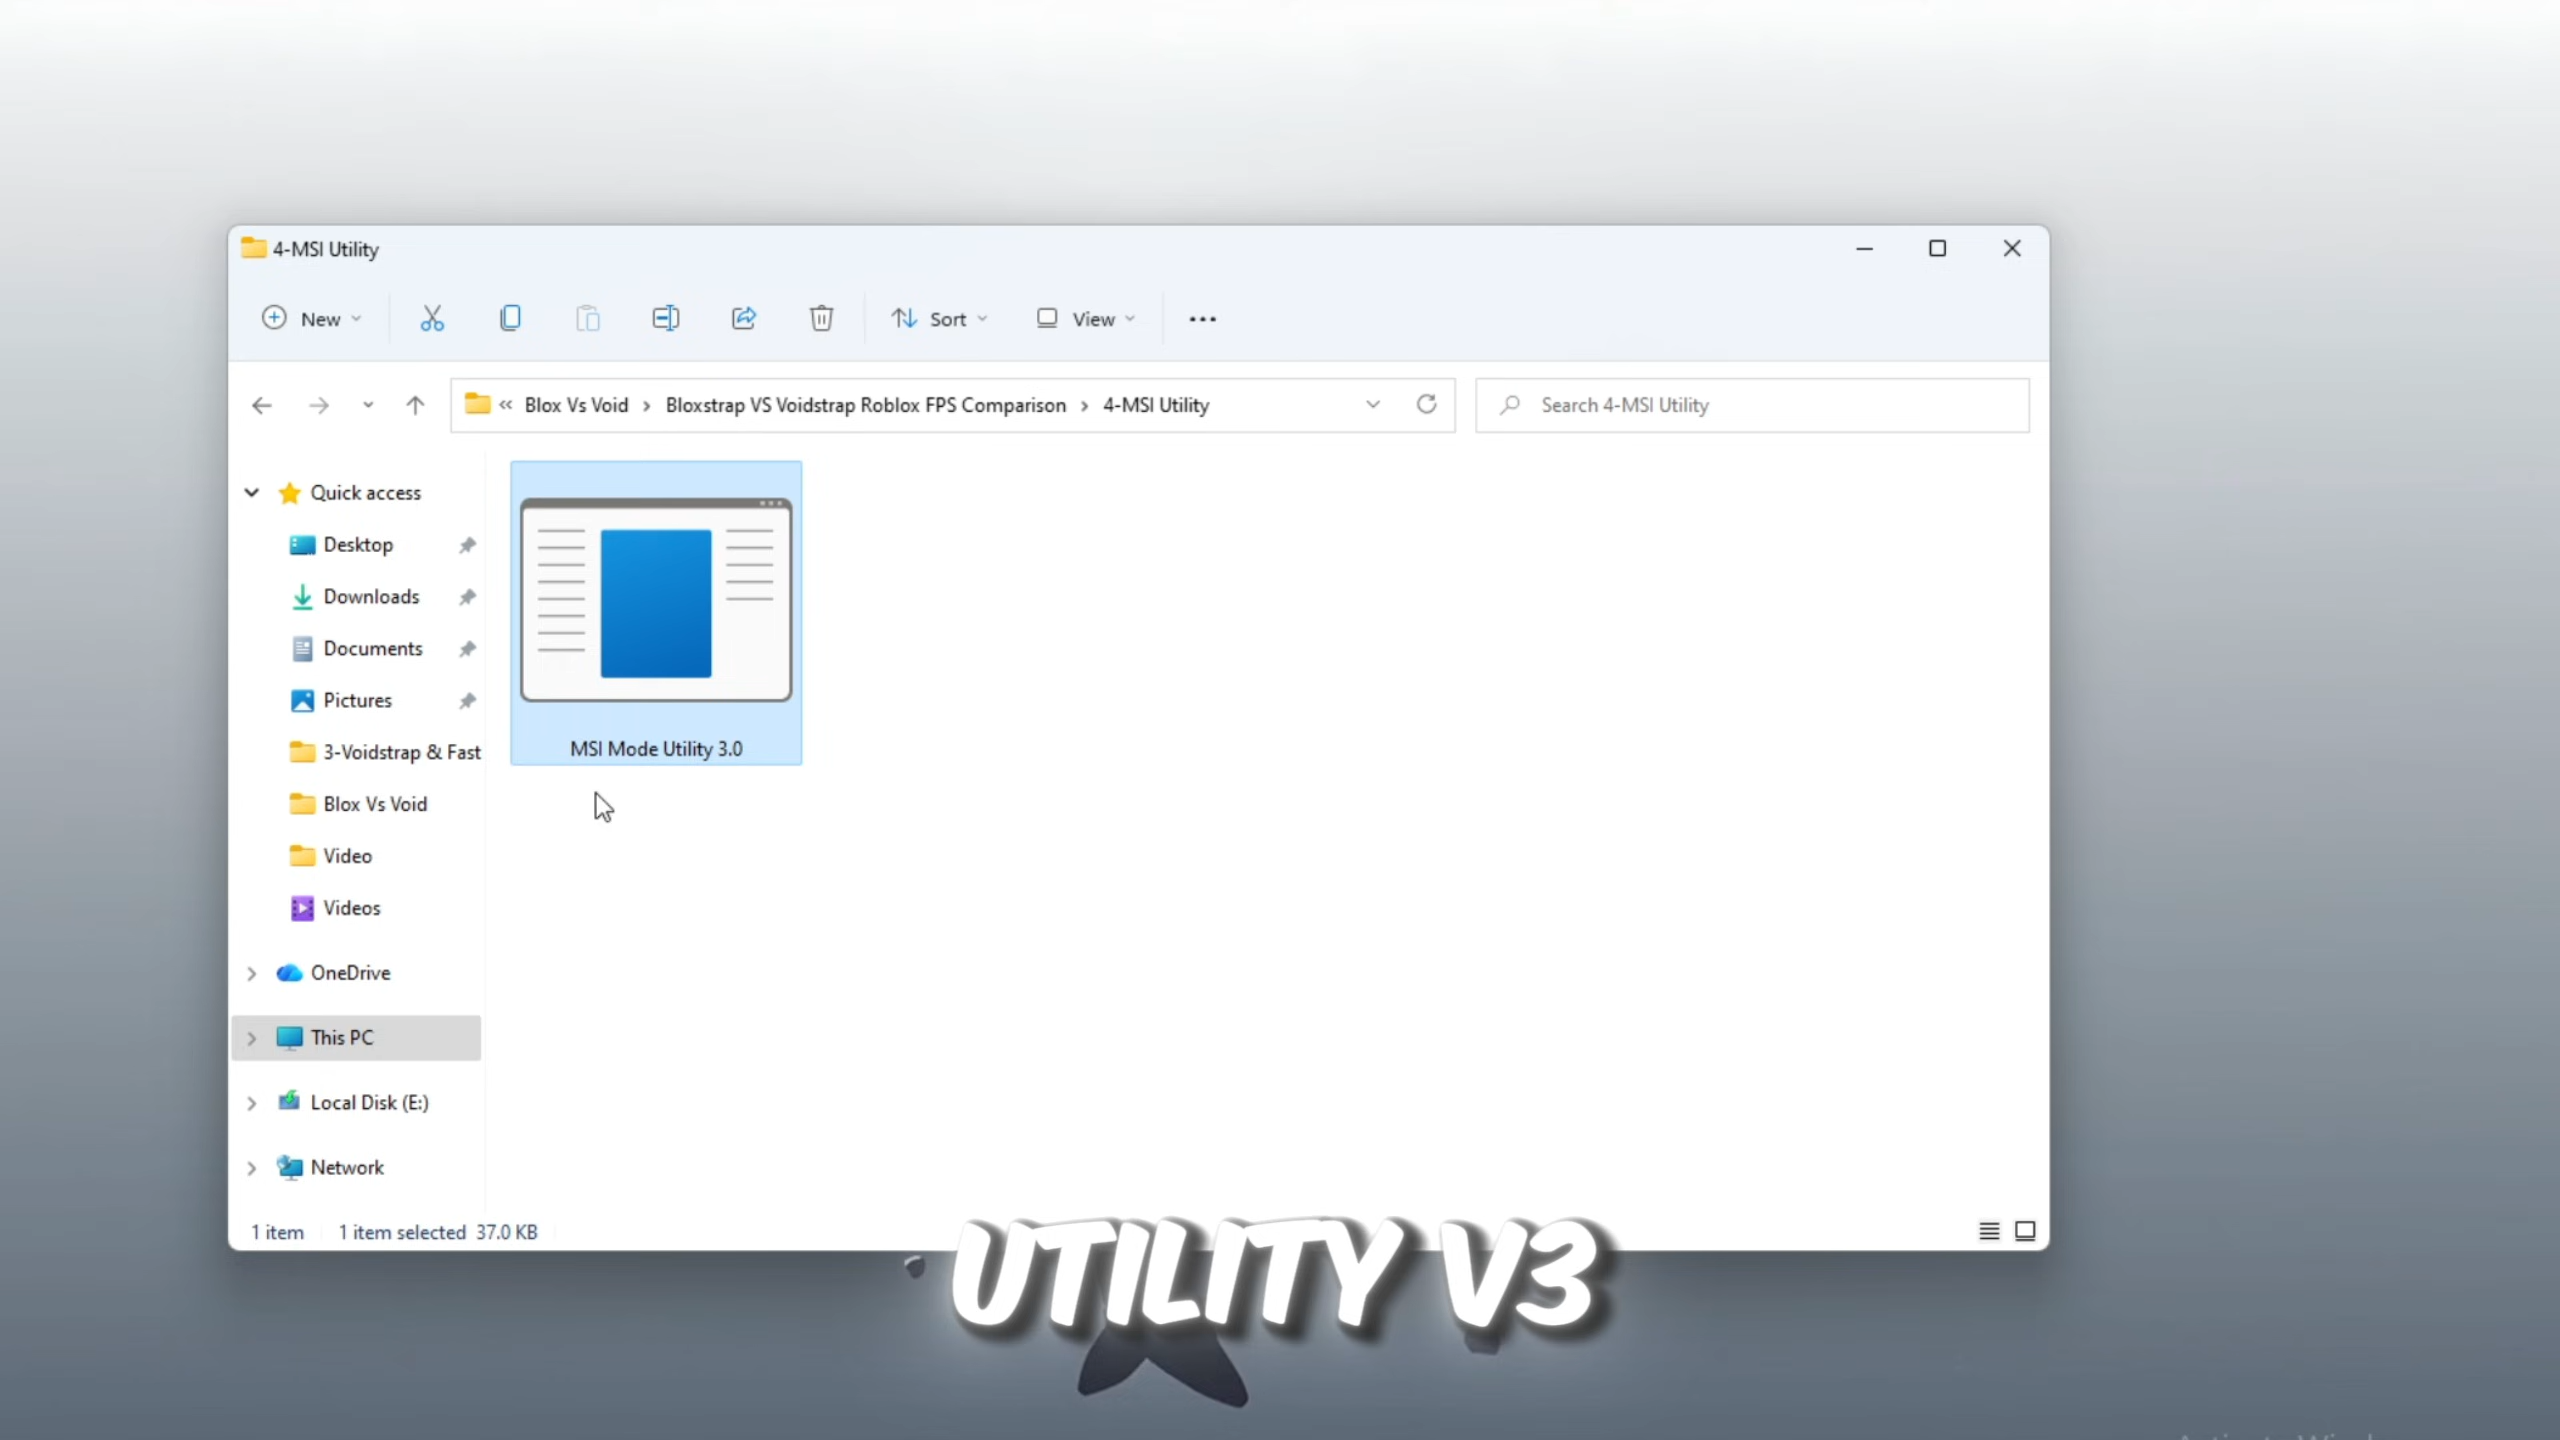 4-MSI Utility
New
Sort
View
« Blox Vs Void > Bloxstrap VS Voidstrap Roblox FPS Comparison > 4-MSI Utility
Search 4-MSI Utility
Quick access
Desktop
Downloads
Documents
Pictures
3-Voidstrap & Fast
Blox Vs Void
Video
Videos
OneDrive
This PC
Local Disk (E:)
Network
MSI Mode Utility 3.0
1 item
1 item selected 37.0 KB
UTILITY V3